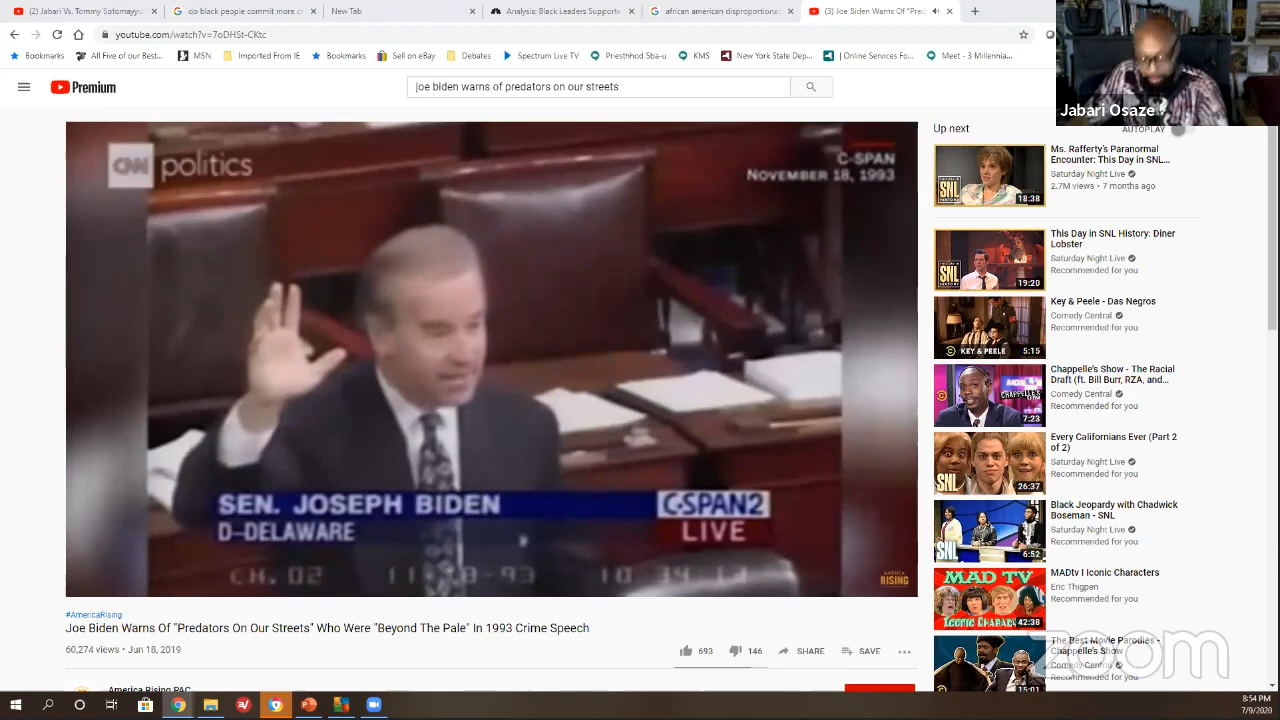 (2) Jabari Vs. Tommy Sotomayyo
do black people commit more cr
New Tab
Analysis: Black Leaders Supporte
african american disproportiona
(3) Joe Biden Warns Of "Pred
youtube.com/watch?v=7oDHSt-CKtc
Bookmarks
All Fives Over Best...
MSN
Imported From IE
Bookmarks
Sell on eBay
Debates
Spectrum Live TV
Priesthhod Sba-u
KMS
New York State Dep...
| Online Services Fo...
Meet - 3 Millennia...
Jabari Osaze
Premium
joe biden warns of predators on our streets
Up next
AUTOPLAY
CNN politics
C-SPAN
NOVEMBER 18, 1993
SEN. JOSEPH BIDEN
D-DELAWARE
C-SPAN2
LIVE
AMERICA
RISING
#AmericaRising
Joe Biden Warns Of "Predators On Our Streets" Who Were "Beyond The Pale" In 1993 Crime Speech
60,274 views • Jun 18, 2019
693
146
SHARE
SAVE
America Rising PAC
Ms. Rafferty's Paranormal
Encounter: This Day in SNL...
Saturday Night Live
2.7M views • 7 months ago
18:38
This Day in SNL History: Diner
Lobster
Saturday Night Live
Recommended for you
19:20
Key & Peele - Das Negros
Comedy Central
Recommended for you
KEY & PEELE
5:15
Chappelle's Show - The Racial
Draft (ft. Bill Burr, RZA, and...
Comedy Central
Recommended for you
7:23
Every Californians Ever (Part 2
of 2)
Saturday Night Live
Recommended for you
SNL
26:37
Black Jeopardy with Chadwick
Boseman - SNL
Saturday Night Live
Recommended for you
SNL
6:52
MADtv I Iconic Characters
Eric Thigpen
Recommended for you
MAD TV
ICONIC CHARAC
42:38
The Best Movie Parodies -
Chappelle's Show
Comedy Central
Recommended for you
15:01
zoom
8:54 PM
7/9/2020